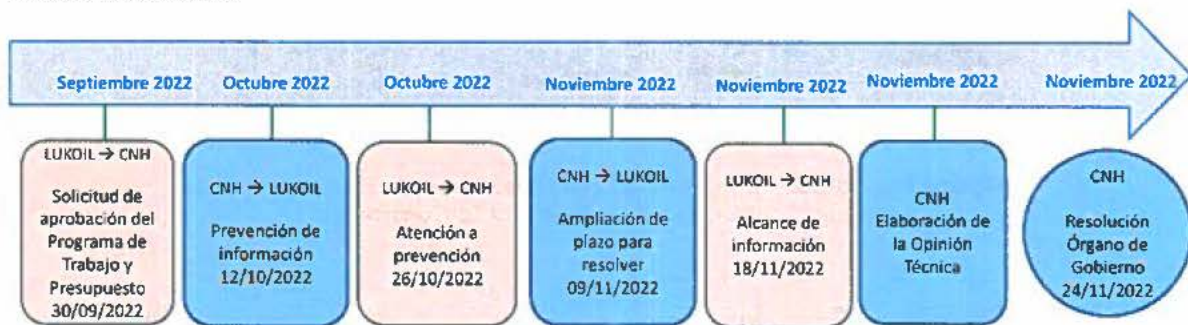 Septiembre 2022
Octubre 2022
Octubre 2022
Noviembre 2022
Noviembre 2022
Noviembre 2022
Noviembre 2022
LUKOIL → CNH
Solicitud de
aprobación del
Programa de
Trabajo y
Presupuesto
30/09/2022
CNH → LUKOIL
Prevención de
información
12/10/2022
LUKOIL → CNH
Atención a
prevención
26/10/2022
CNH → LUKOIL
Ampliación de
plazo para
resolver
09/11/2022
LUKOIL → CNH
Alcance de
información
18/11/2022
CNH
Elaboración de
la Opinión
Técnica
CNH
Resolución
Órgano de
Gobierno
24/11/2022